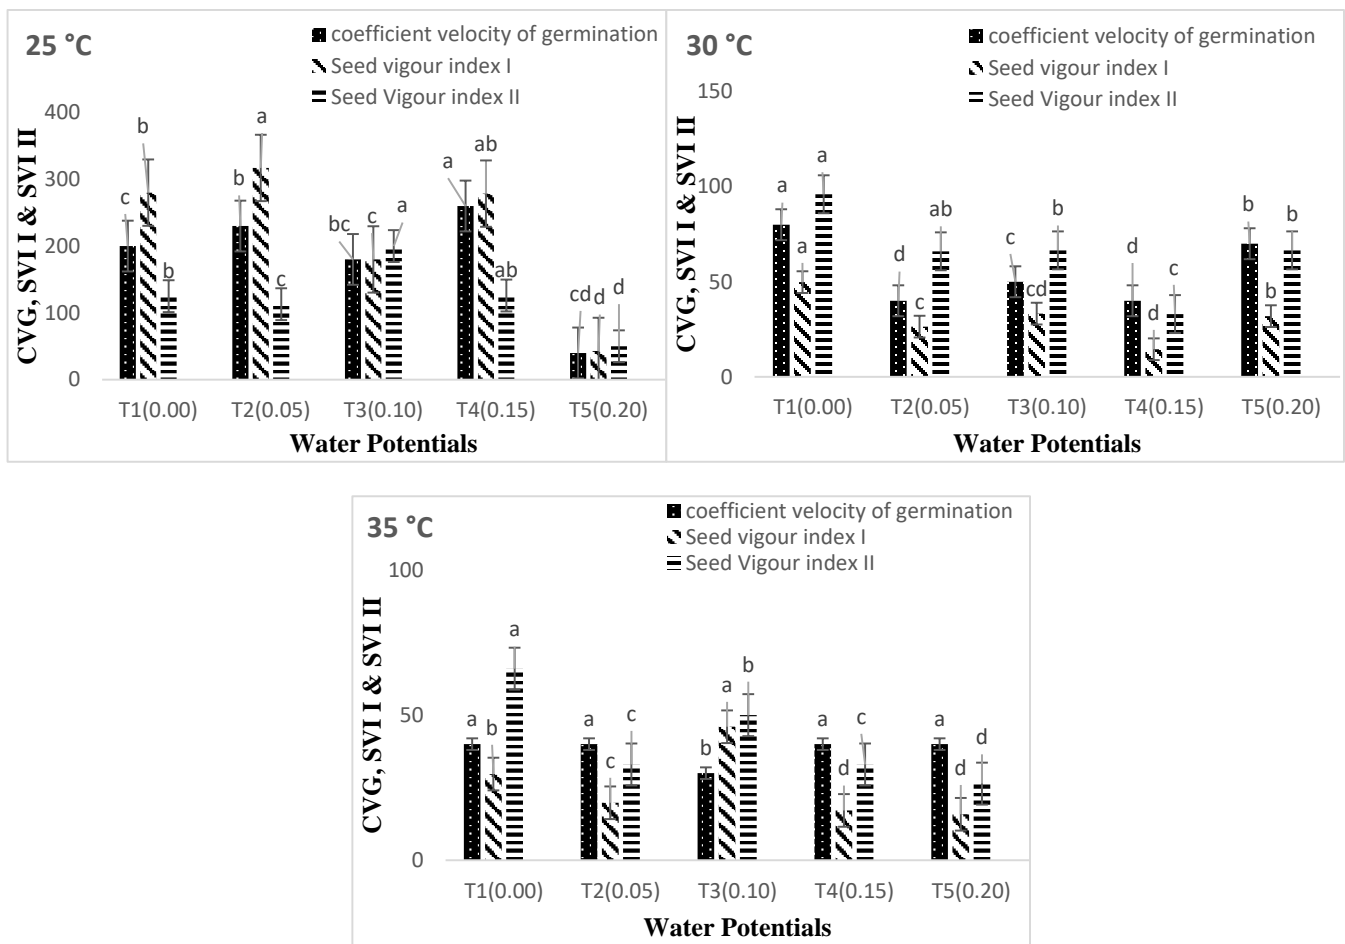 25 °C
coefficient velocity of germination
Seed vigour index I
Seed Vigour index II
CVG, SVI I & SVI II
400
300
200
100
0
c b b
b a c
bc c a
a ab ab
cd d d
T1(0.00) T2(0.05) T3(0.10) T4(0.15) T5(0.20)
Water Potentials
30 °C
coefficient velocity of germination
Seed vigour index I
Seed Vigour index II
CVG, SVI I & SVI II
150
100
50
0
a a a
d c ab
c cd b
d d c
b b b
T1(0.00) T2(0.05) T3(0.10) T4(0.15) T5(0.20)
Water Potentials
35 °C
coefficient velocity of germination
Seed vigour index I
Seed Vigour index II
CVG, SVI I & SVI II
100
50
0
a b a
a c c
b a b
a d c
a d d
T1(0.00) T2(0.05) T3(0.10) T4(0.15) T5(0.20)
Water Potentials